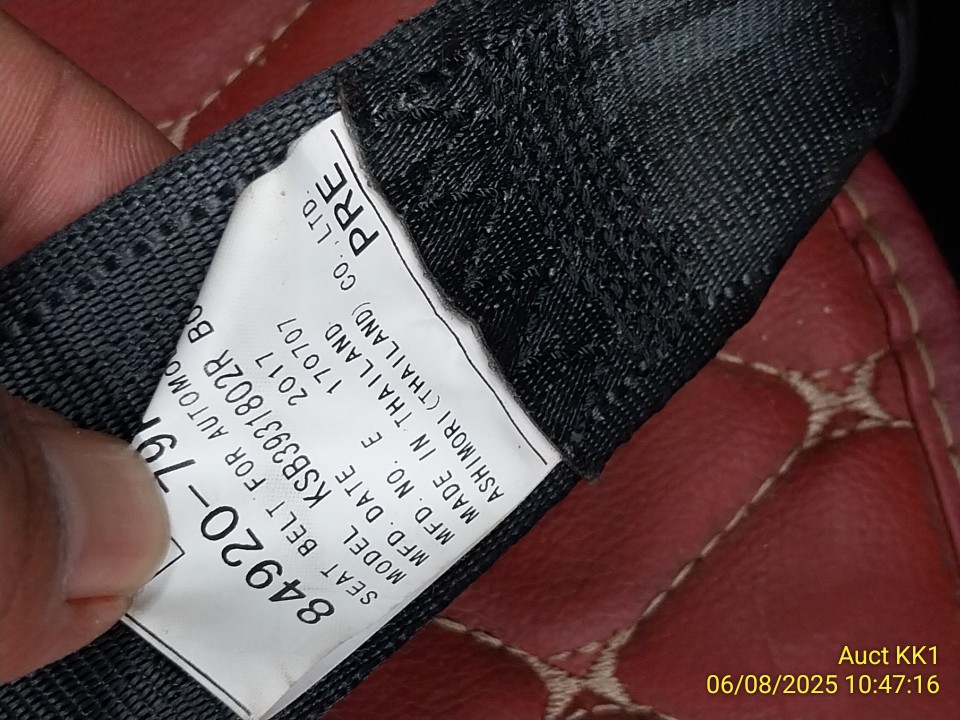 84920-79
PRE
SEAT BELT FOR AUTOMO
MODEL KSB3931802R
MFD. DATE 2017
MFD. NO. E 170707
MADE IN THAILAND
ASHIMORI (THAILAND) CO., LTD.
Auct KK1
06/08/2025 10:47:16